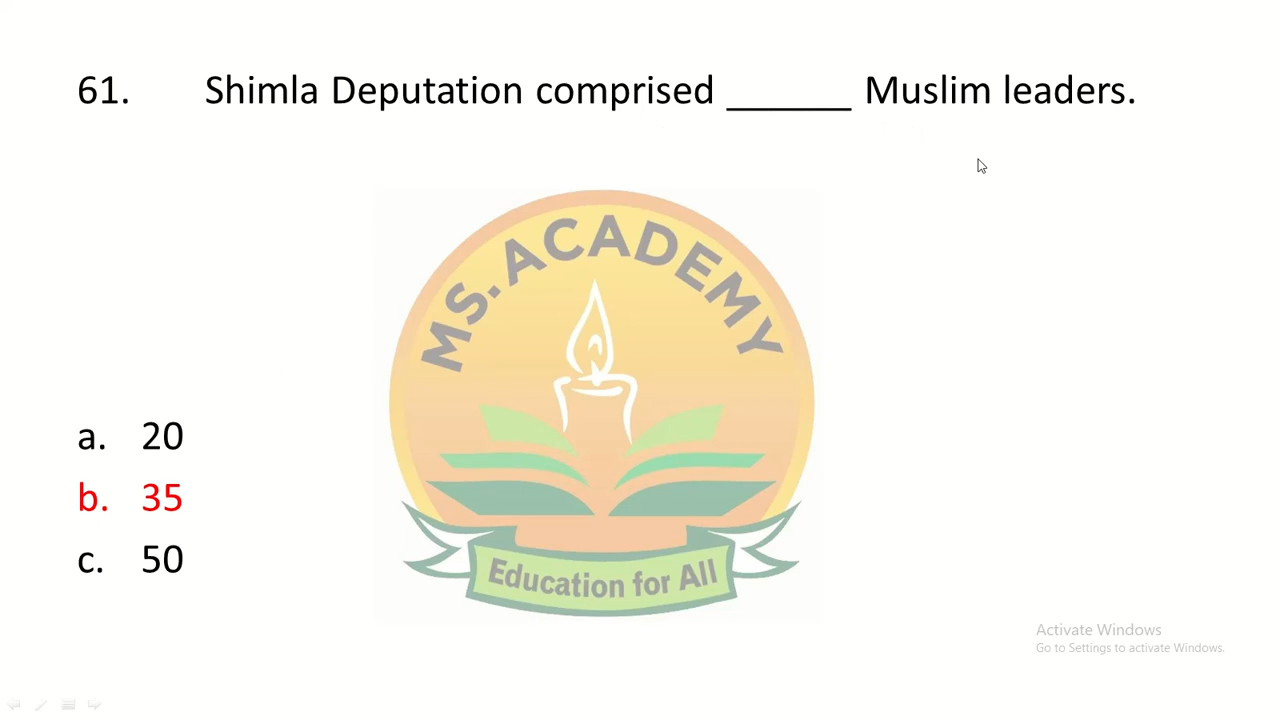 61. Shimla Deputation comprised ______ Muslim leaders.
MS. ACADEMY
a. 20
b. 35
c. 50
Education for All
Activate Windows
Go to Settings to activate Windows.